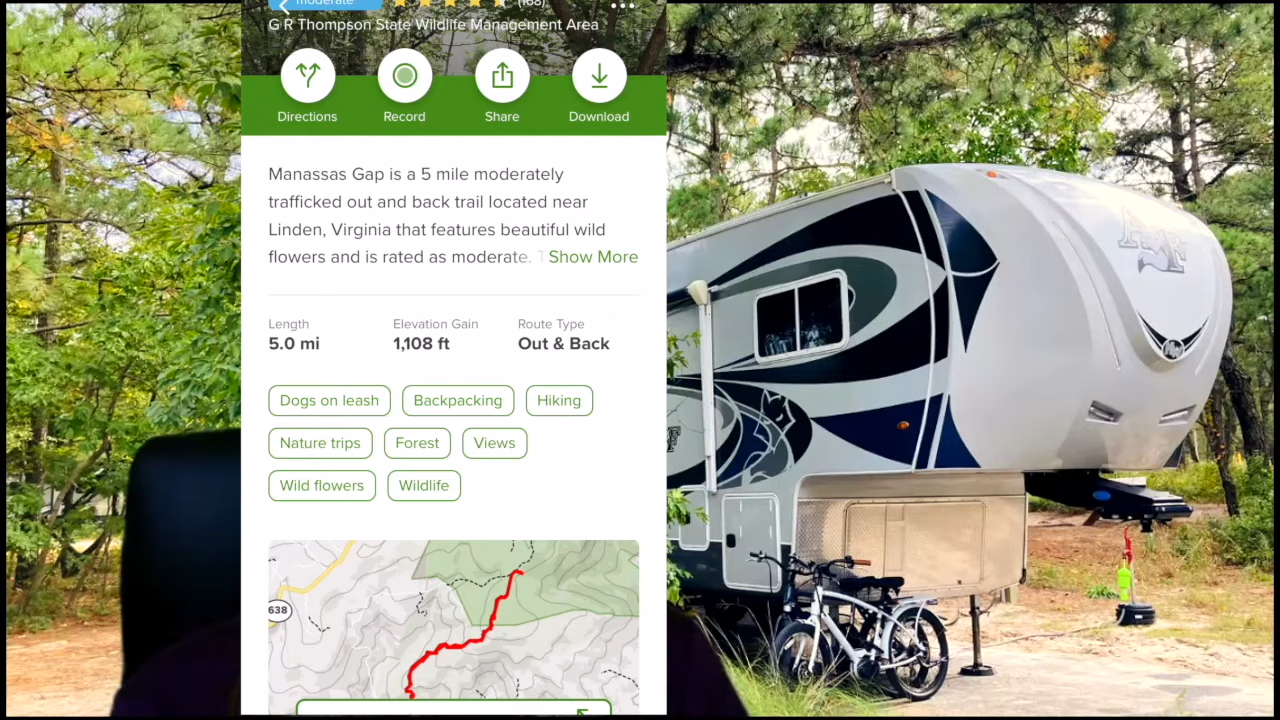 moderate
(168)
G R Thompson State Wildlife Management Area
Directions
Record
Share
Download
Manassas Gap is a 5 mile moderately
trafficked out and back trail located near
Linden, Virginia that features beautiful wild
flowers and is rated as moderate. T Show More
Length
Elevation Gain
Route Type
5.0 mi
1,108 ft
Out & Back
Dogs on leash
Backpacking
Hiking
Nature trips
Forest
Views
Wild flowers
Wildlife
638